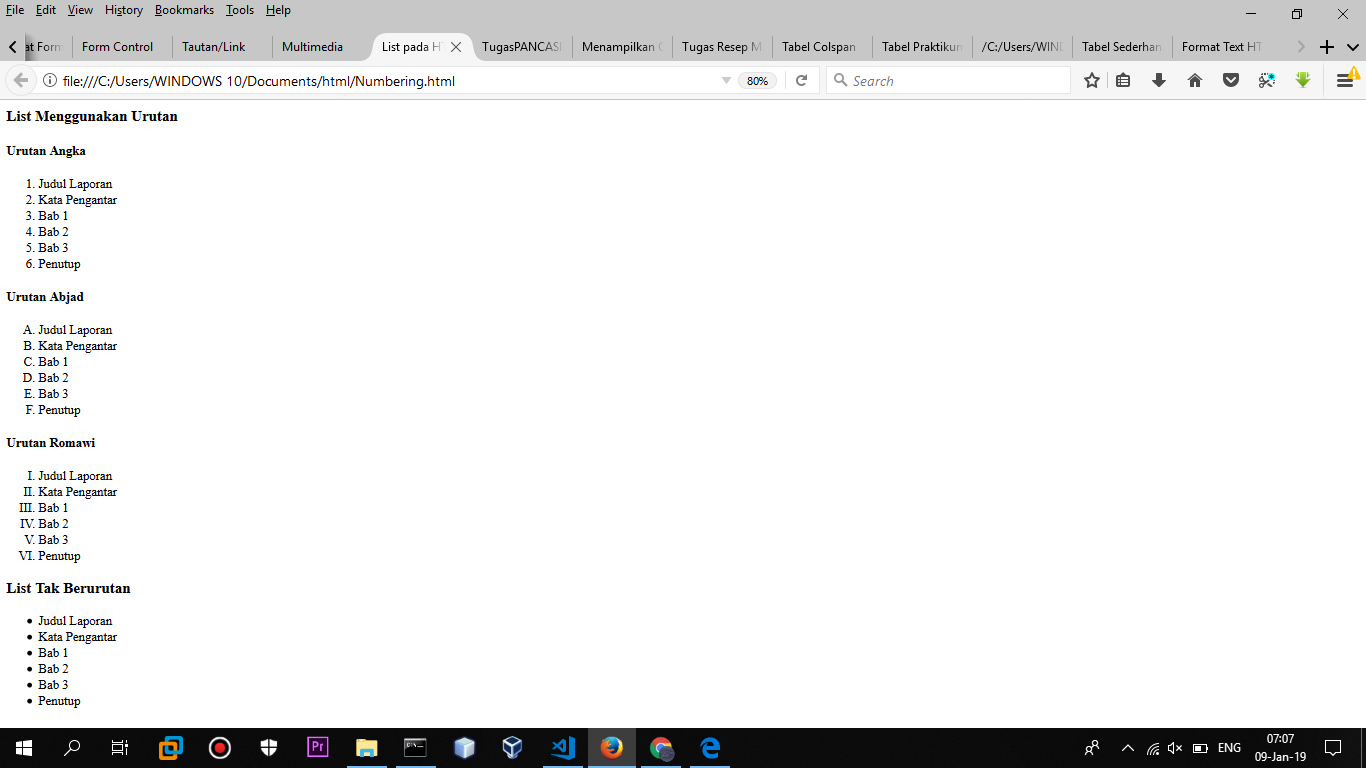 File Edit View History Bookmarks Tools Help
at Form Form Control Tautan/Link Multimedia List pada HT TugasPANCASI Menampilkan G Tugas Resep M Tabel Colspan Tabel Praktikum /C:/Users/WIND Tabel Sederhan Format Text HT
file:///C:/Users/WINDOWS 10/Documents/html/Numbering.html 80% Search
List Menggunakan Urutan
Urutan Angka
1. Judul Laporan
2. Kata Pengantar
3. Bab 1
4. Bab 2
5. Bab 3
6. Penutup
Urutan Abjad
A. Judul Laporan
B. Kata Pengantar
C. Bab 1
D. Bab 2
E. Bab 3
F. Penutup
Urutan Romawi
I. Judul Laporan
II. Kata Pengantar
III. Bab 1
IV. Bab 2
V. Bab 3
VI. Penutup
List Tak Berurutan
• Judul Laporan
• Kata Pengantar
• Bab 1
• Bab 2
• Bab 3
• Penutup
Pr
C:\_
ENG
07:07
09-Jan-19